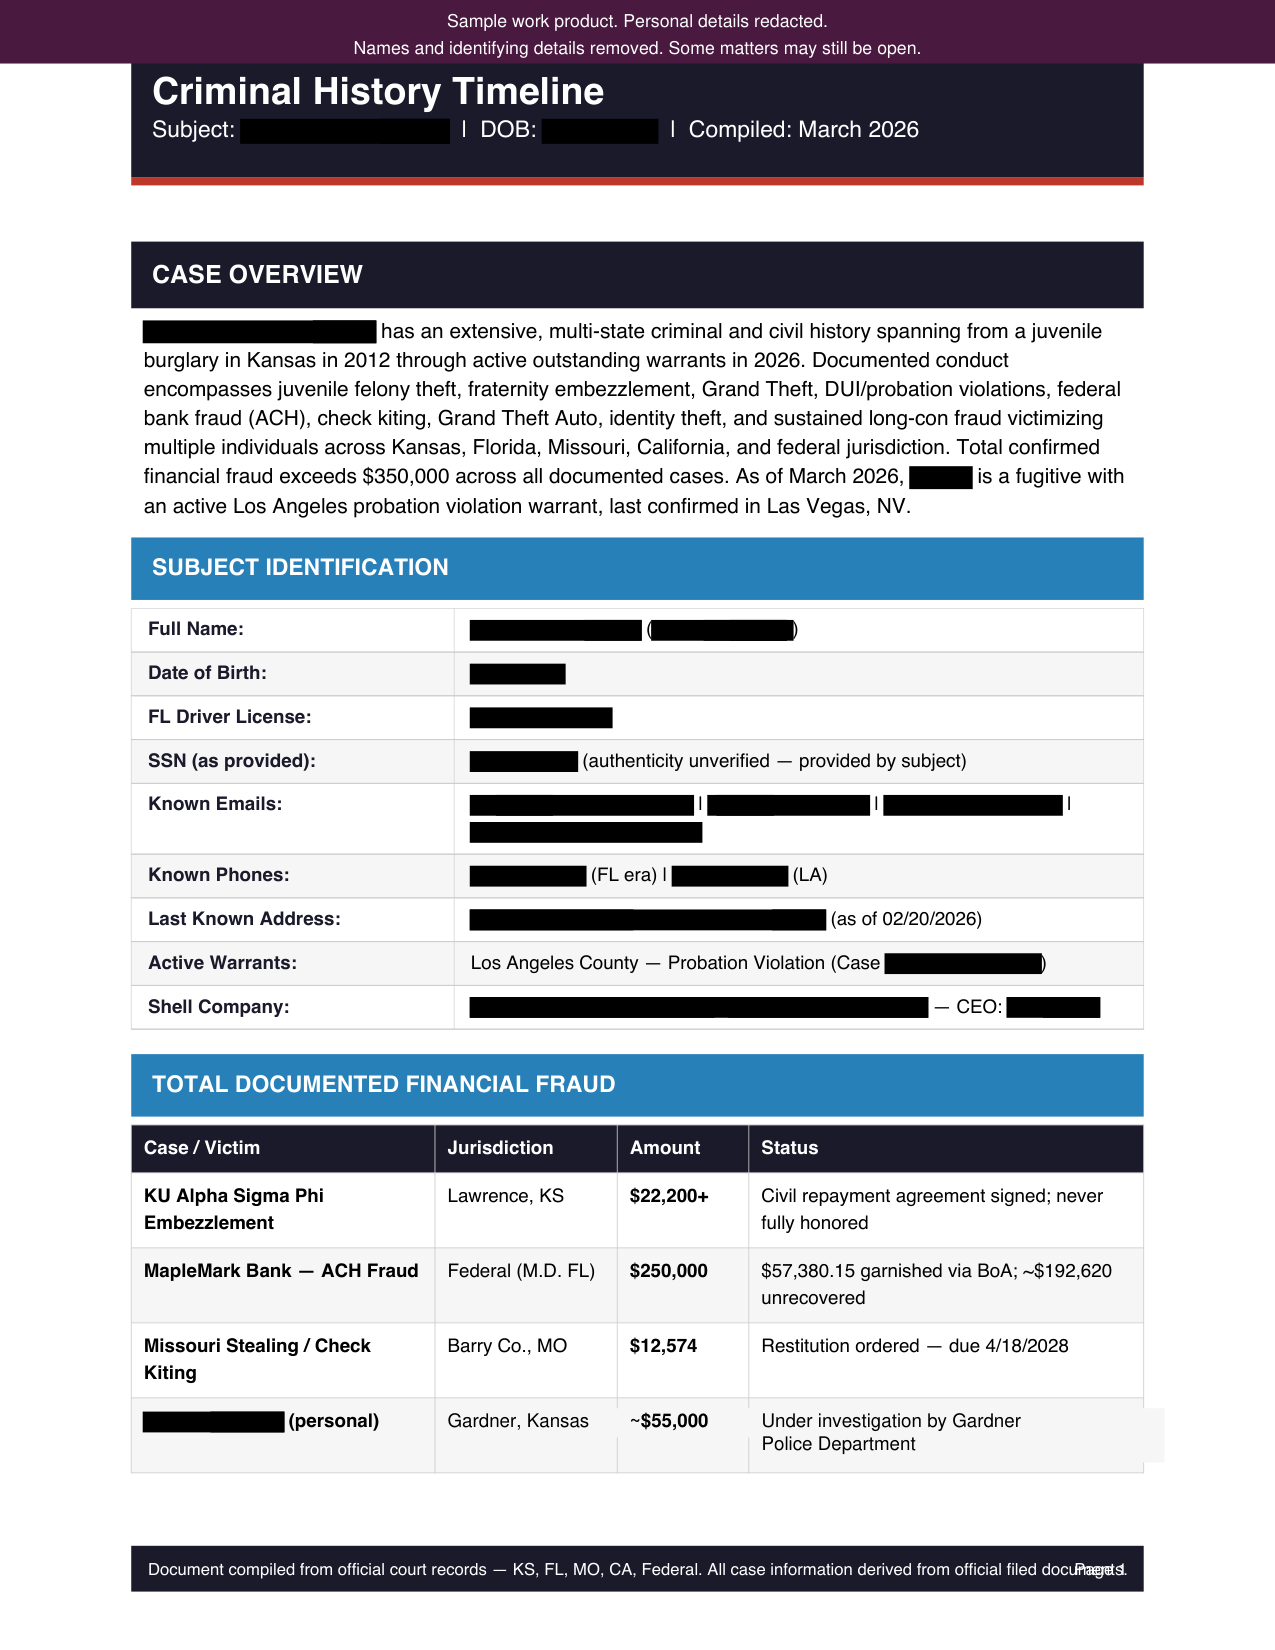 Sample work product. Personal details redacted.
Names and identifying details removed. Some matters may still be open.
Criminal History Timeline
Subject: | DOB: | Compiled: March 2026
CASE OVERVIEW
has an extensive, multi-state criminal and civil history spanning from a juvenile
burglary in Kansas in 2012 through active outstanding warrants in 2026. Documented conduct
encompasses juvenile felony theft, fraternity embezzlement, Grand Theft, DUI/probation violations, federal
bank fraud (ACH), check kiting, Grand Theft Auto, identity theft, and sustained long-con fraud victimizing
multiple individuals across Kansas, Florida, Missouri, California, and federal jurisdiction. Total confirmed
financial fraud exceeds $350,000 across all documented cases. As of March 2026, is a fugitive with
an active Los Angeles probation violation warrant, last confirmed in Las Vegas, NV.
SUBJECT IDENTIFICATION
Full Name: ( )
Date of Birth:
FL Driver License:
SSN (as provided): (authenticity unverified — provided by subject)
Known Emails: | | |
Known Phones: (FL era) | (LA)
Last Known Address: (as of 02/20/2026)
Active Warrants: Los Angeles County — Probation Violation (Case )
Shell Company: — CEO:
TOTAL DOCUMENTED FINANCIAL FRAUD
Case / Victim Jurisdiction Amount Status
KU Alpha Sigma Phi Lawrence, KS $22,200+ Civil repayment agreement signed; never
Embezzlement fully honored
MapleMark Bank — ACH Fraud Federal (M.D. FL) $250,000 $57,380.15 garnished via BoA; ~$192,620
unrecovered
Missouri Stealing / Check Barry Co., MO $12,574 Restitution ordered — due 4/18/2028
Kiting
(personal) Gardner, Kansas ~$55,000 Under investigation by Gardner
Police Department
Document compiled from official court records — KS, FL, MO, CA, Federal. All case information derived from official filed documents. Page 1